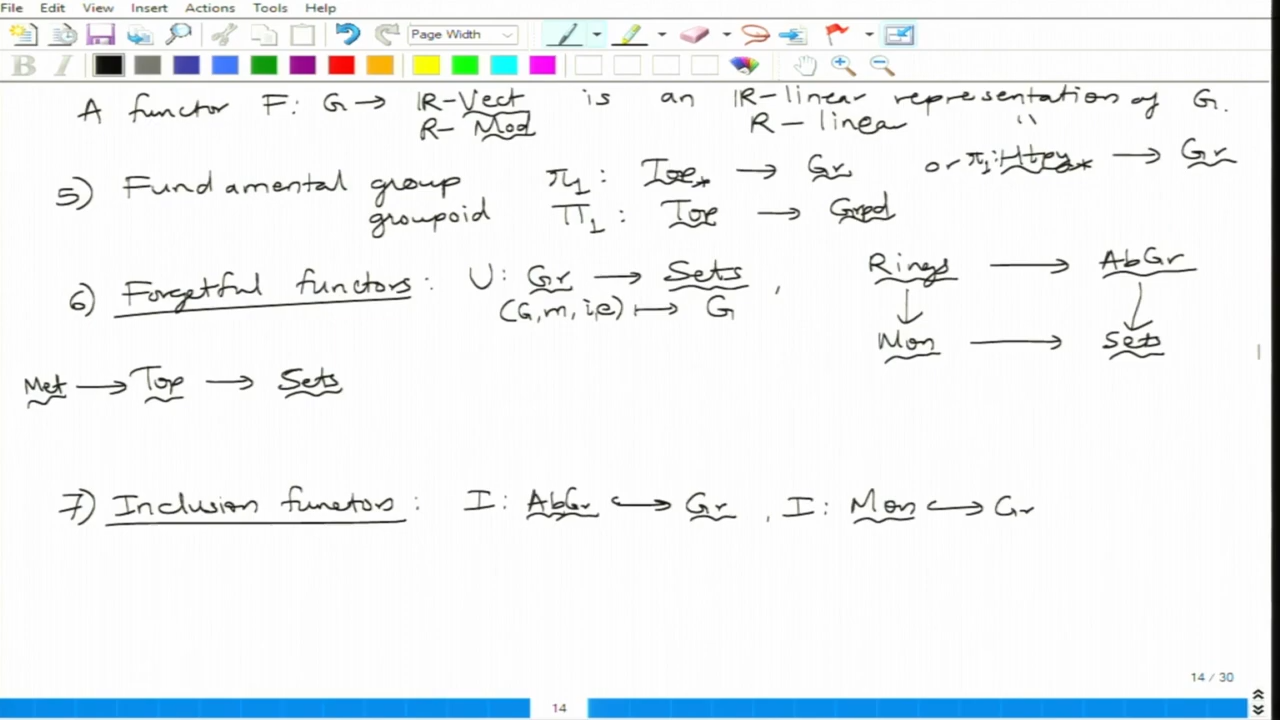 File Edit View Insert Actions Tools Help
Page Width
B I
A functor F: G → IR-Vect is an IR-linear representation of G.
R- Mod R-linear "
5) Fundamental group π₁: Top* → Gr or π₁: Htpy* → Gr
groupoid Π₁: Top → Grpd
6) Forgetful functors: U: Gr → Sets, Rings → AbGr
(G,m,i,e) ↦ G ↓ ↓
Mon → Sets
Met → Top → Sets
7) Inclusion functors: I: AbGr ↪ Gr, I: Mon ↪ Gr
14 / 30
14